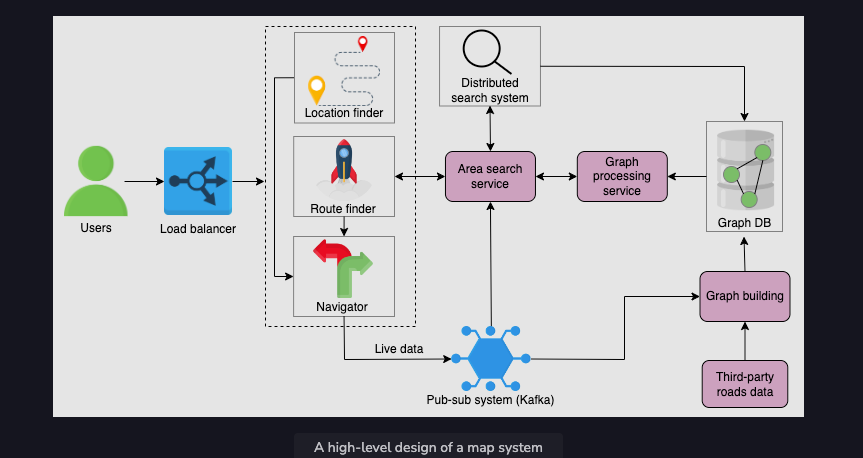 Location finder
Distributed
search system
Users
Load balancer
Route finder
Area search
service
Graph
processing
service
Graph DB
Navigator
Graph building
Live data
Pub-sub system (Kafka)
Third-party
roads data
A high-level design of a map system